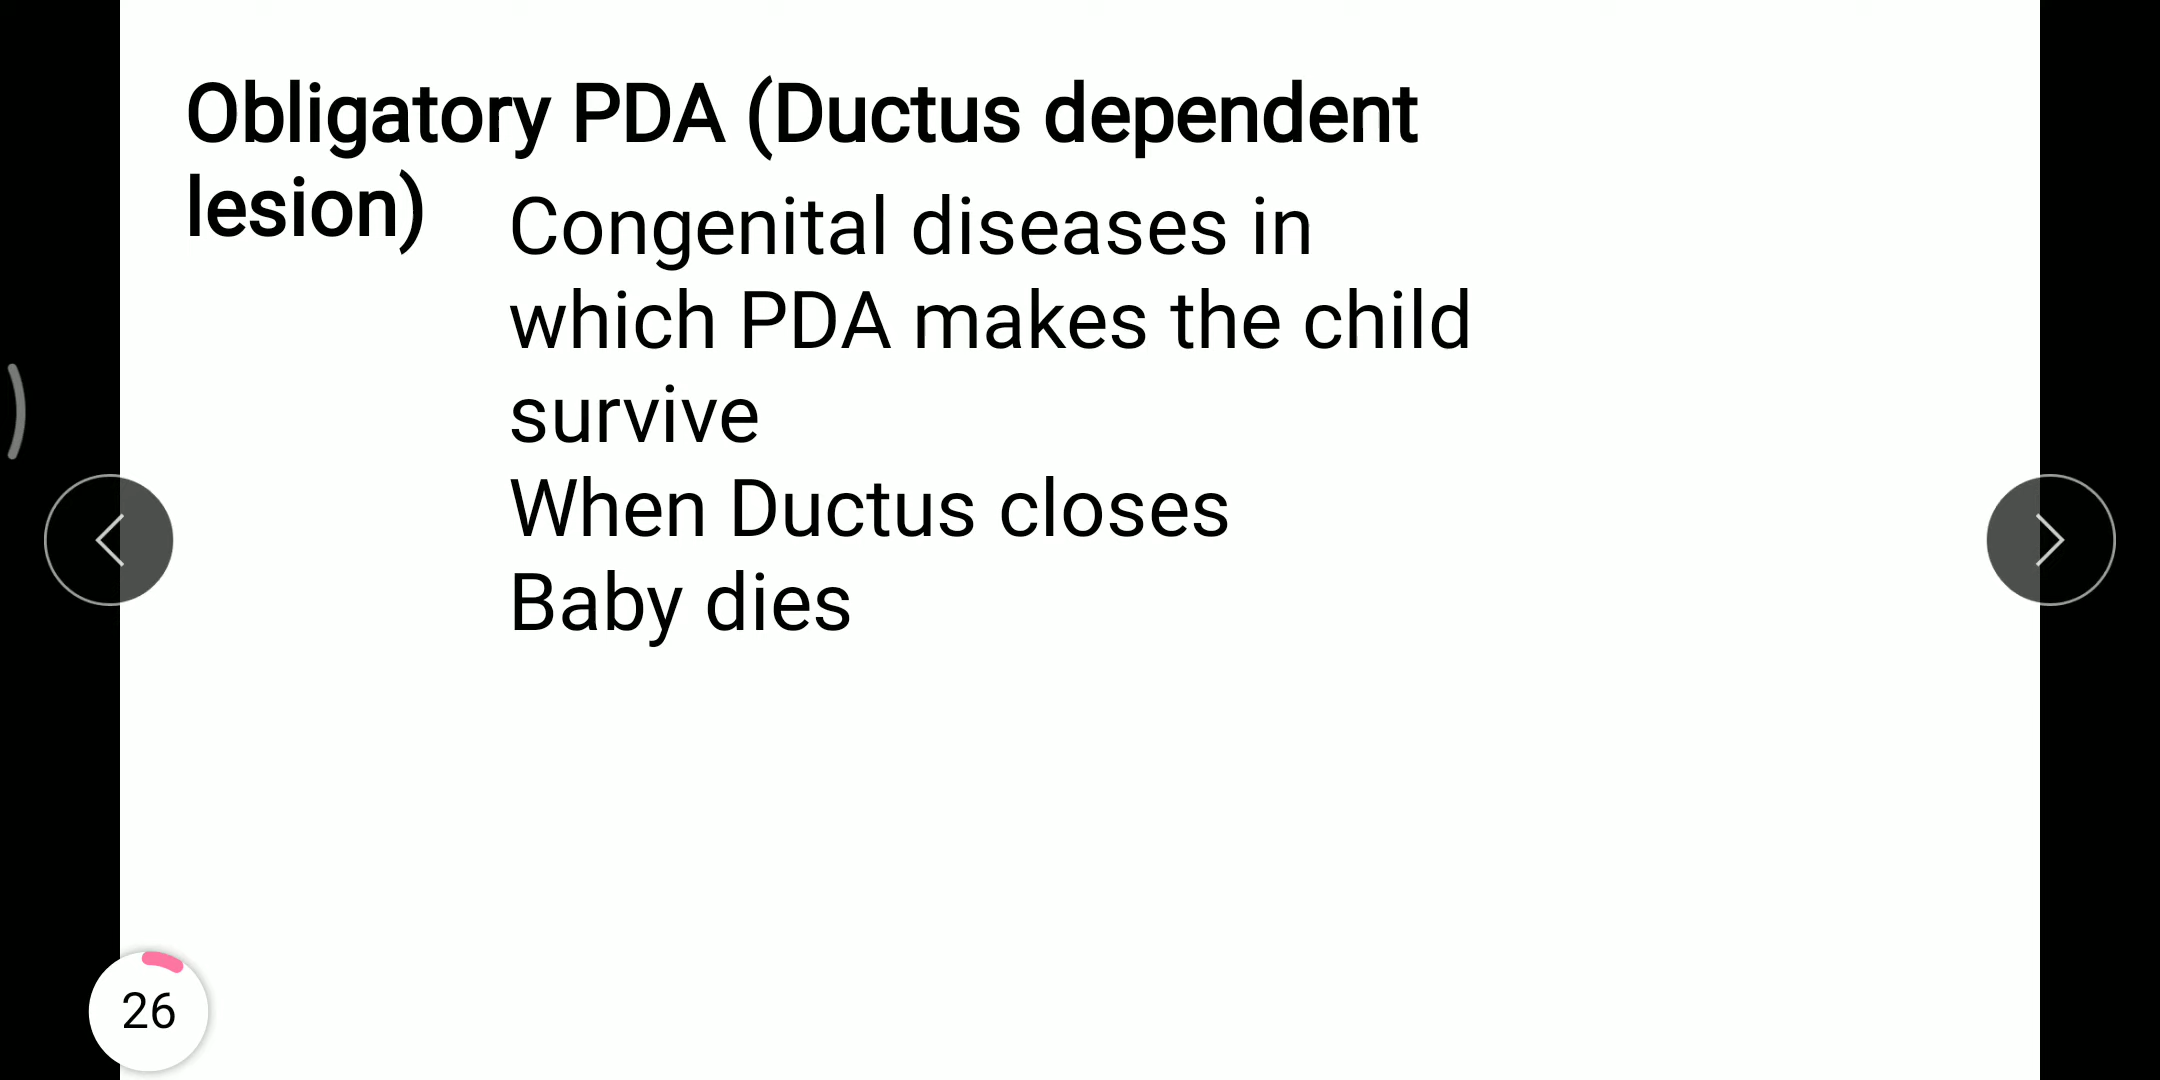 Obligatory PDA (Ductus dependent
lesion)
Congenital diseases in
which PDA makes the child
survive
When Ductus closes
Baby dies
26